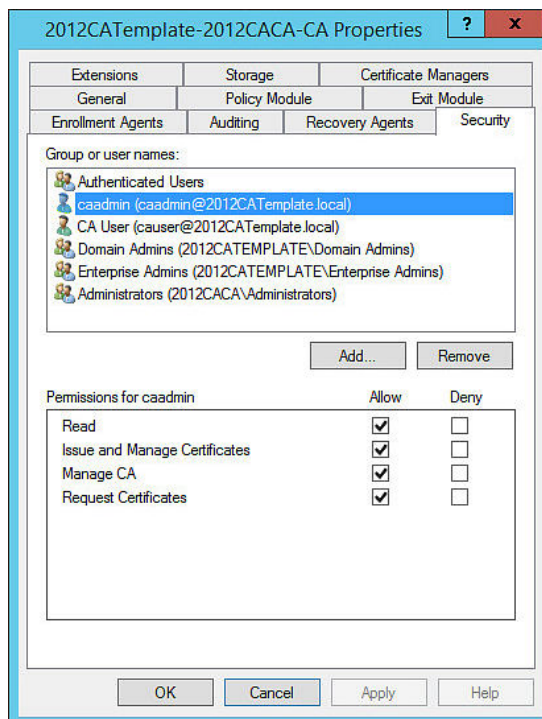 2012CATemplate-2012CACA-CA Properties ? x
Extensions Storage Certificate Managers
General Policy Module Exit Module
Enrollment Agents Auditing Recovery Agents Security
Group or user names:
Authenticated Users
caadmin (caadmin@2012CATemplate.local)
CA User (causer@2012CATemplate.local)
Domain Admins (2012CATEMPLATE\Domain Admins)
Enterprise Admins (2012CATEMPLATE\Enterprise Admins)
Administrators (2012CACA\Administrators)
Add... Remove
Permissions for caadmin Allow Deny
Read
Issue and Manage Certificates
Manage CA
Request Certificates
OK Cancel Apply Help